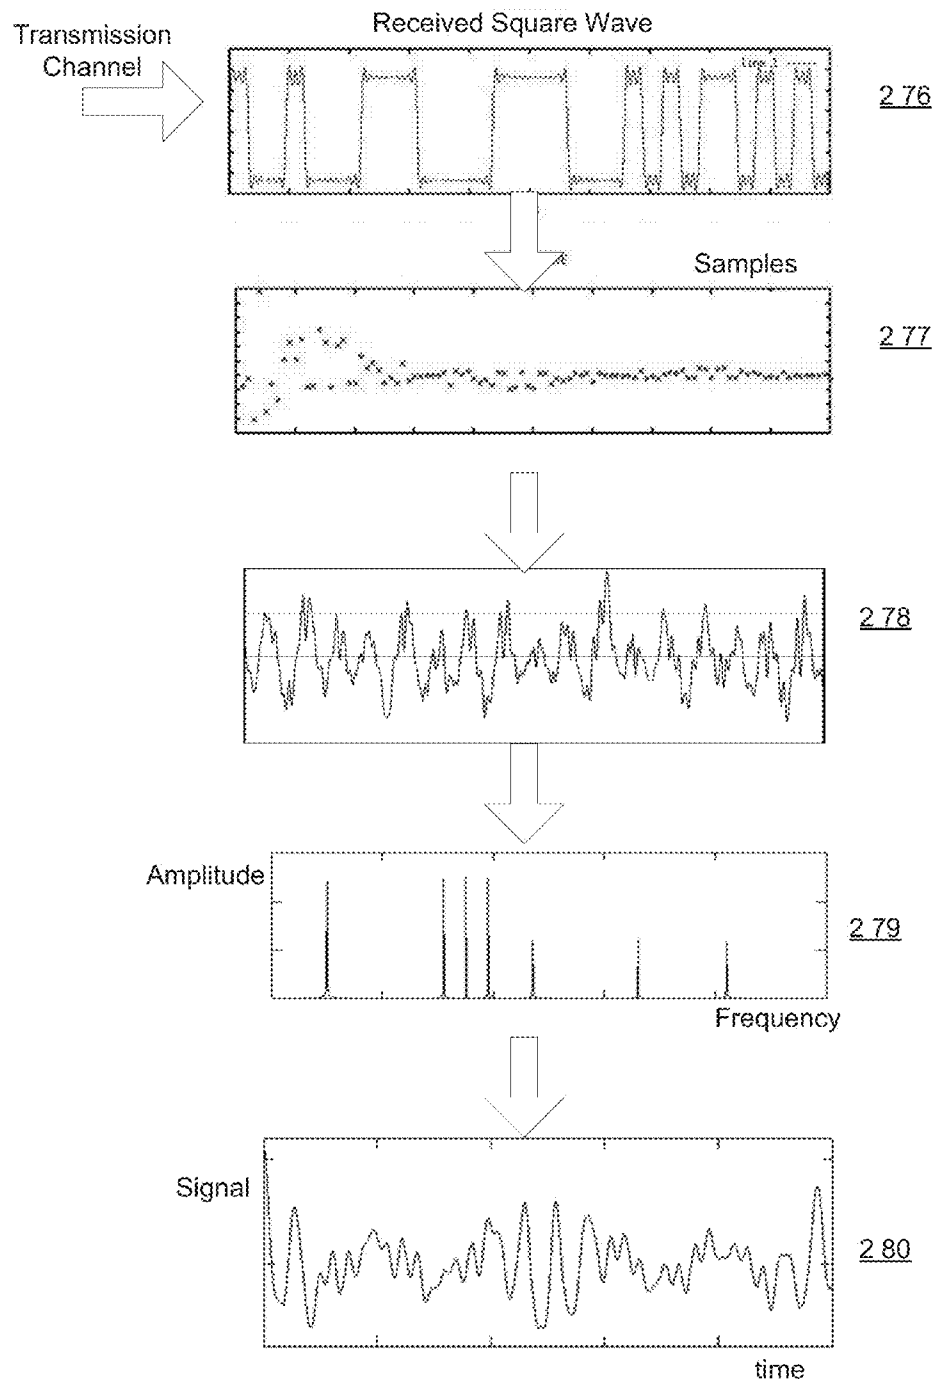 Received Square Wave
Transmission
Channel
2 76
Samples
2 77
2 78
Amplitude
2 79
Frequency
Signal
2 80
time